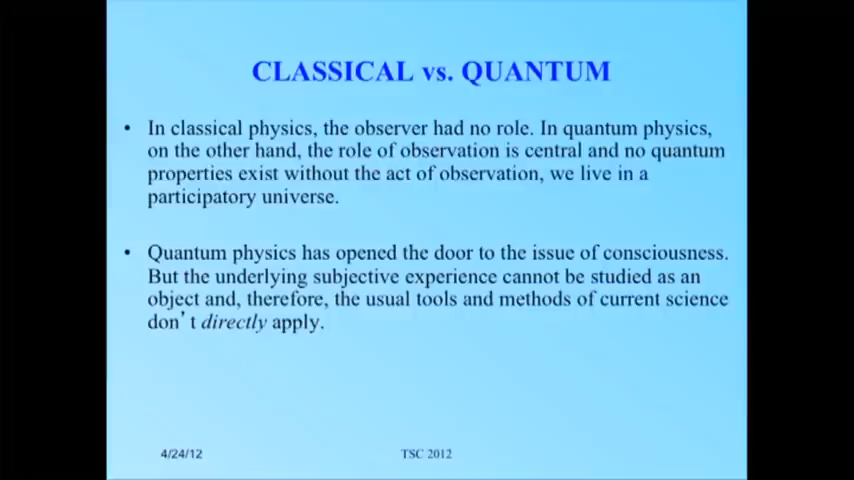 CLASSICAL vs. QUANTUM
• In classical physics, the observer had no role. In quantum physics,
on the other hand, the role of observation is central and no quantum
properties exist without the act of observation, we live in a
participatory universe.
• Quantum physics has opened the door to the issue of consciousness.
But the underlying subjective experience cannot be studied as an
object and, therefore, the usual tools and methods of current science
don’t directly apply.
4/24/12
TSC 2012